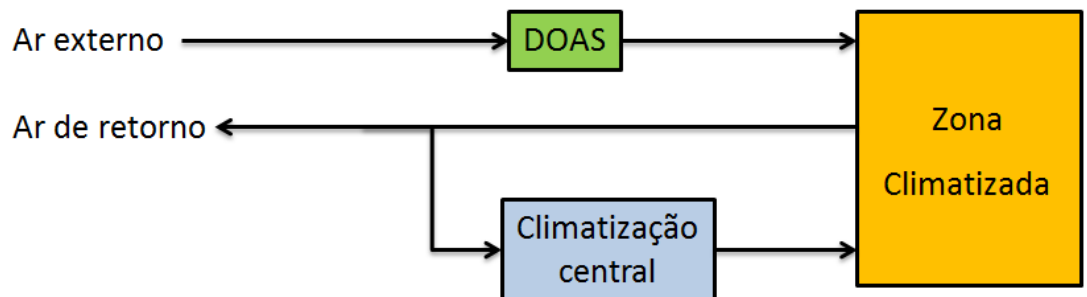 Ar externo
DOAS
Ar de retorno
Zona
Climatizada
Climatização
central